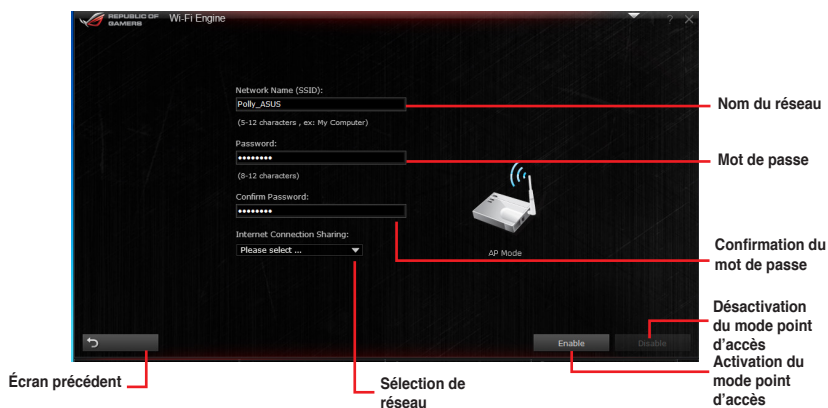 REPUBLIC OF
GAMERS
Wi-Fi Engine
?
Network Name (SSID):
Polly_ASUS
(5-12 characters , ex: My Computer)
Password:
••••••••
(8-12 characters)
Confirm Password:
••••••••
Internet Connection Sharing:
Please select ...
AP Mode
Enable
Disable
Nom du réseau
Mot de passe
Confirmation du
mot de passe
Désactivation
du mode point
d'accès
Activation du
mode point
d'accès
Écran précédent
Sélection de
réseau